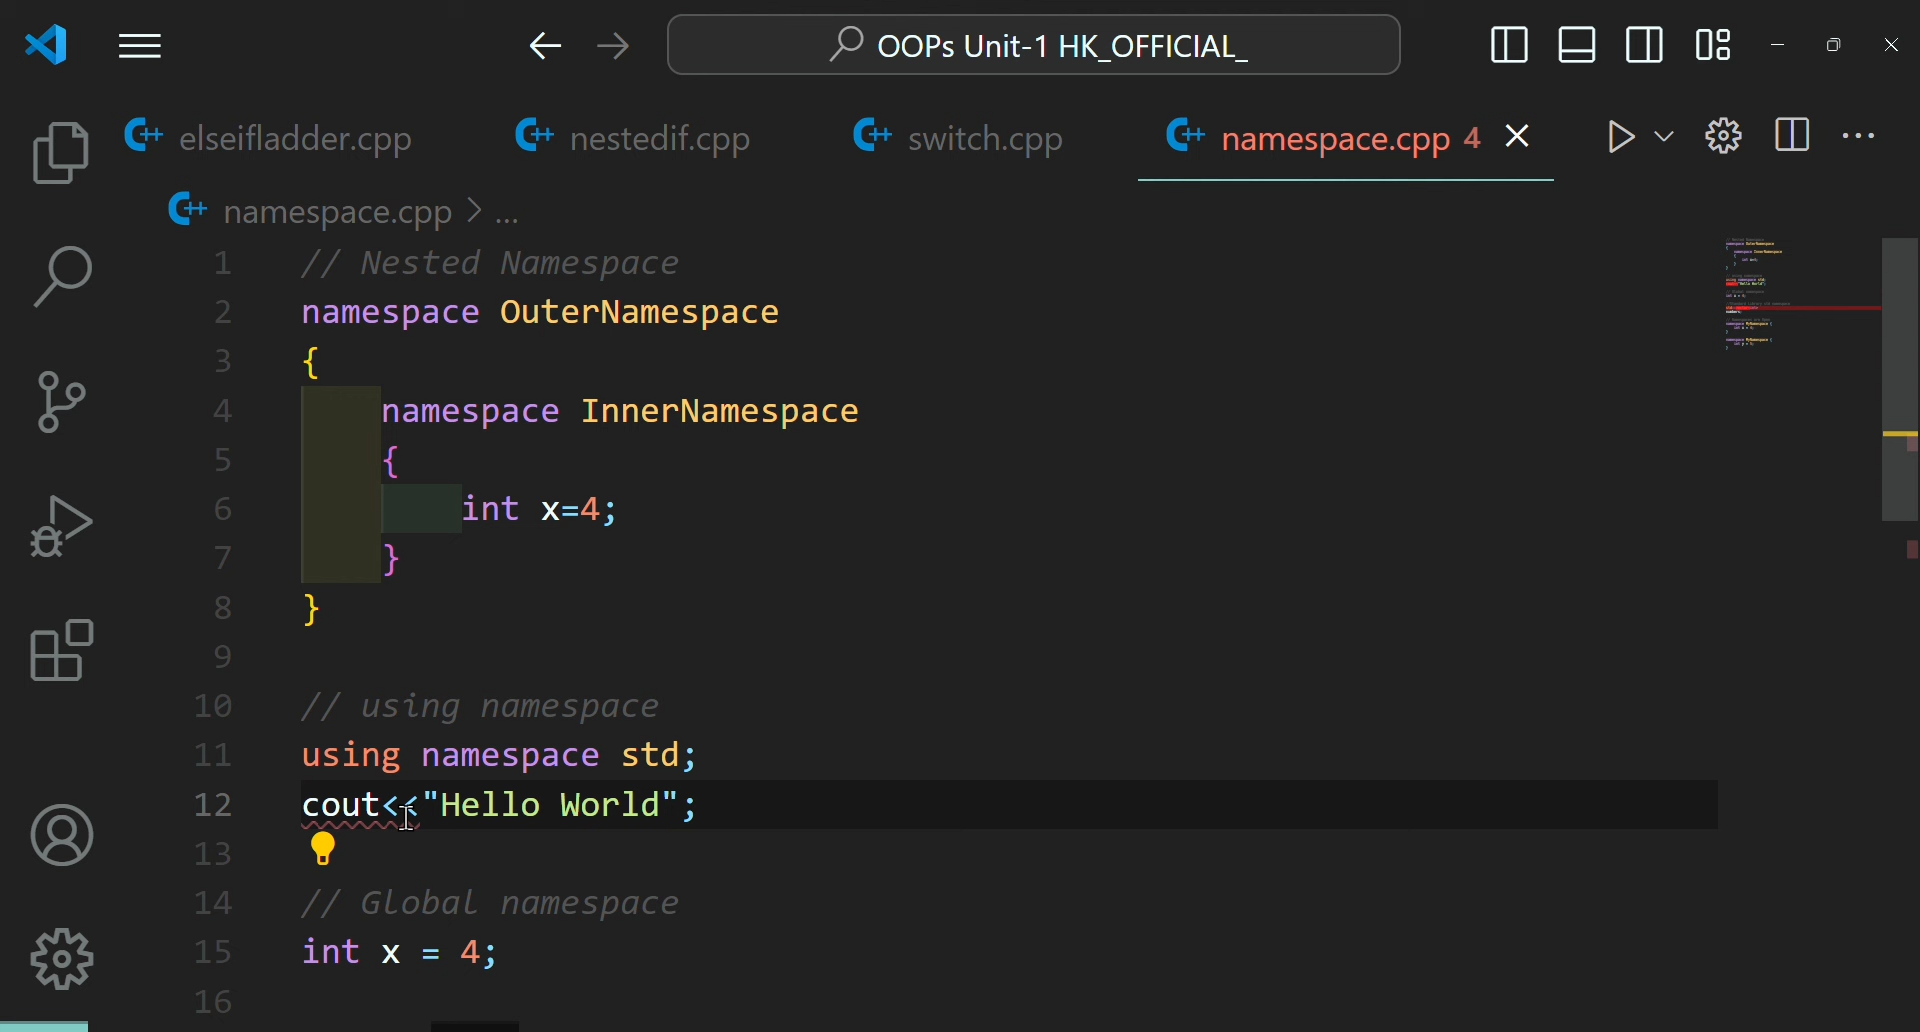 OOPs Unit-1 HK_OFFICIAL_
elseifladder.cpp nestedif.cpp switch.cpp namespace.cpp 4
namespace.cpp > ...
1 // Nested Namespace
2 namespace OuterNamespace
3 {
4 namespace InnerNamespace
5 {
6 int x=4;
7 }
8 }
9
10 // using namespace
11 using namespace std;
12 cout<<"Hello World";
13
14 // Global namespace
15 int x = 4;
16